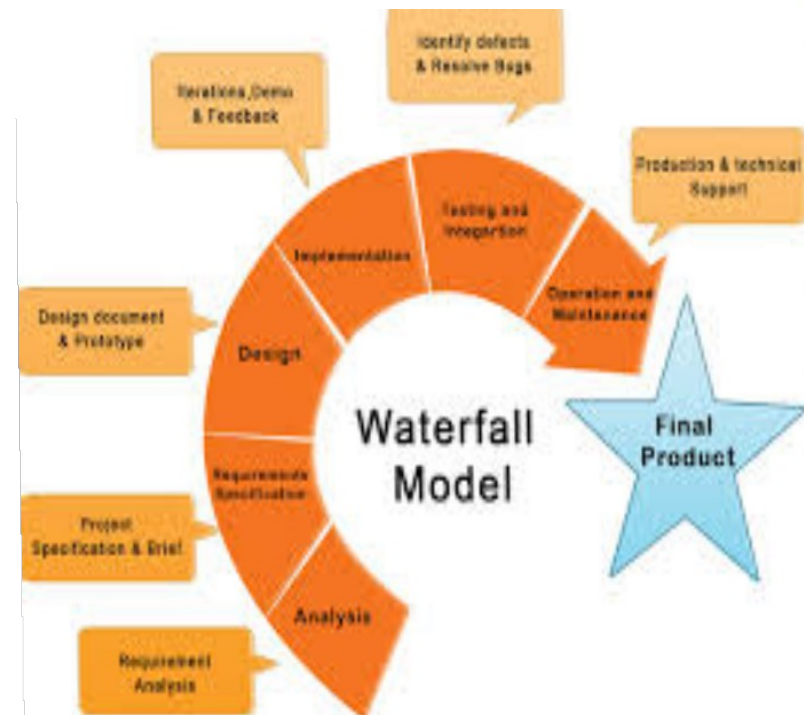 Identify defects
& Resolve Bugs
Iterations,Demo
& Feedback
Production & technical
Support
Testing and
Integartion
Implementation
Operation and
Maintenance
Design document
& Prototype
Design
Final
Product
Waterfall
Model
Requirements
Specification
Project
Specification & Brief
Analysis
Requirement
Analysis